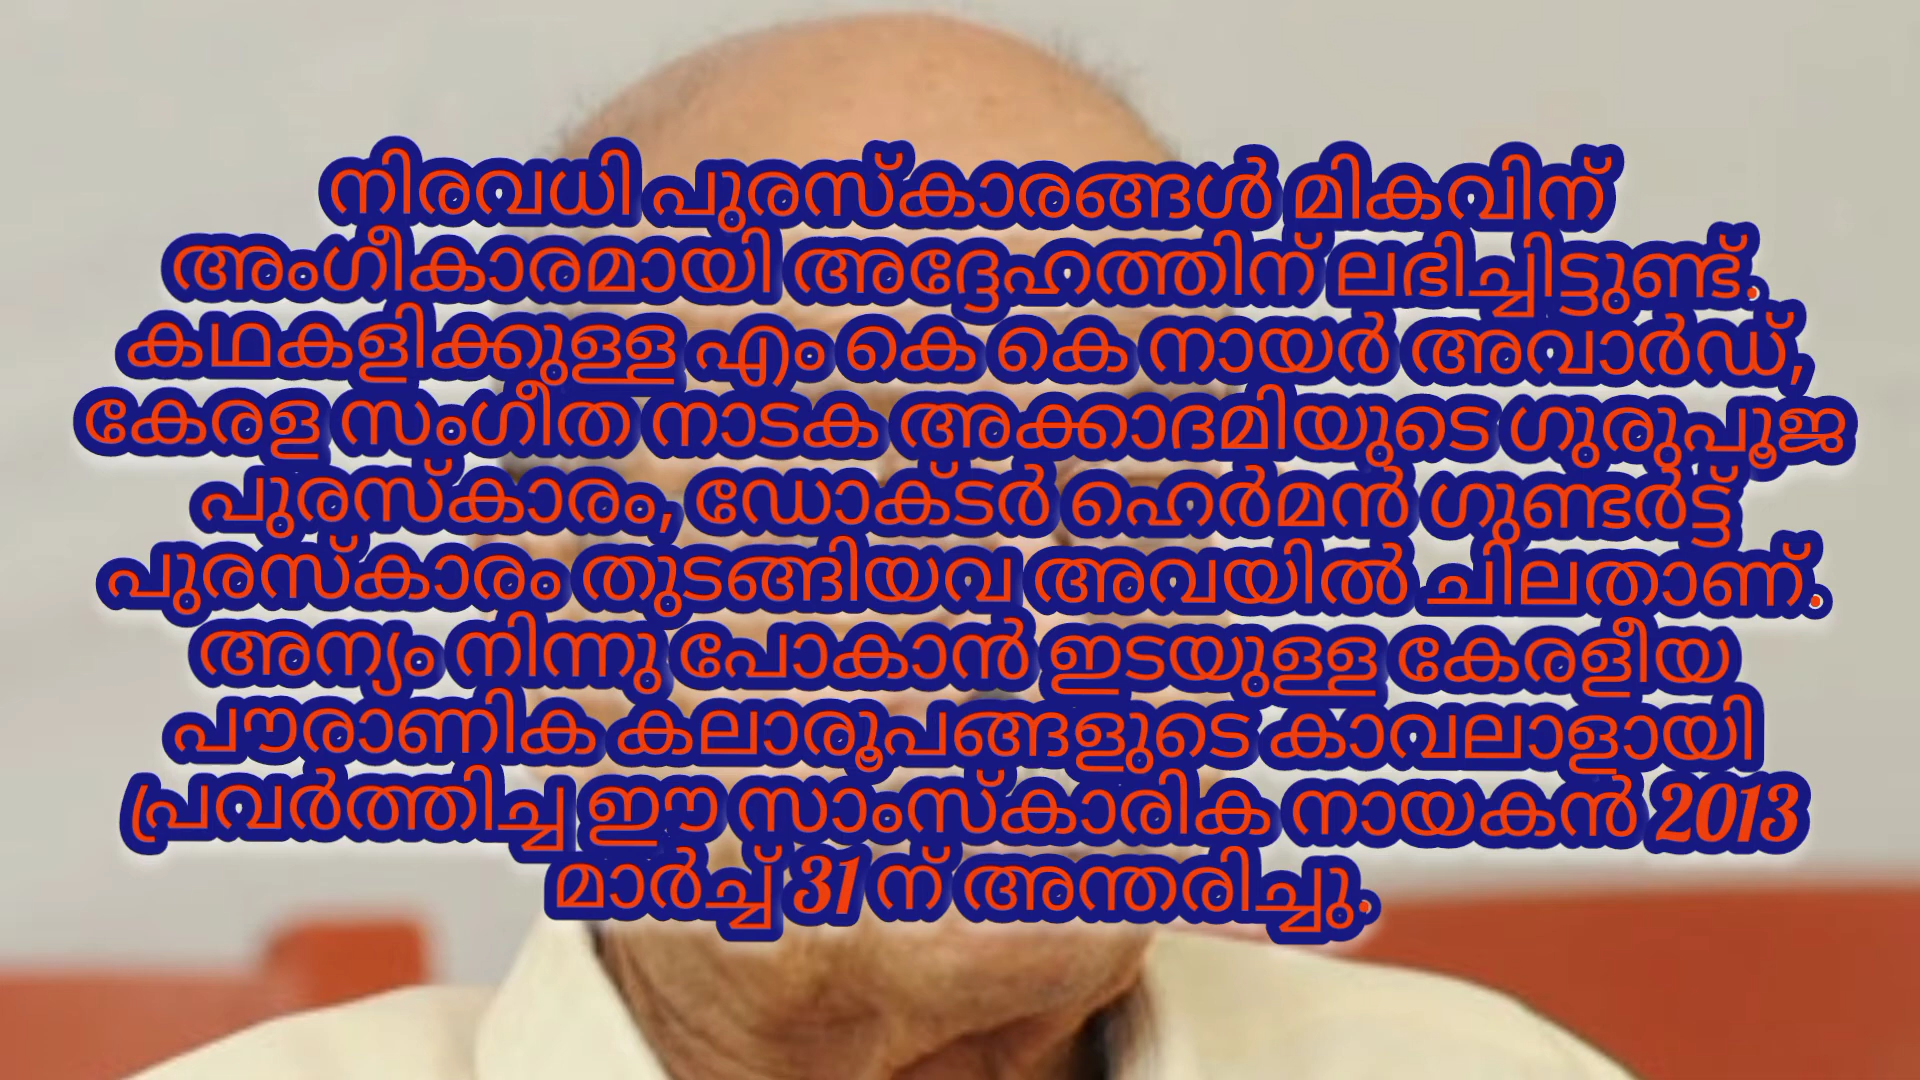 നിരവധി പുരസ്കാരങ്ങൾ മികവിന്
അംഗീകാരമായി അദ്ദേഹത്തിന് ലഭിച്ചിട്ടുണ്ട്.
കഥകളിക്കുള്ള എം കെ കെ നായർ അവാർഡ്,
കേരള സംഗീത നാടക അക്കാദമിയുടെ ഗുരുപൂജ
പുരസ്കാരം, ഡോക്ടർ ഹെർമൻ ഗുണ്ടർട്ട്
പുരസ്കാരം തുടങ്ങിയവ അവയിൽ ചിലതാണ്.
അന്യം നിന്നു പോകാൻ ഇടയുള്ള കേരളീയ
പൗരാണിക കലാരൂപങ്ങളുടെ കാവലാളായി
പ്രവർത്തിച്ച ഈ സാംസ്കാരിക നായകൻ 2013
മാർച്ച് 31 ന് അന്തരിച്ചു.